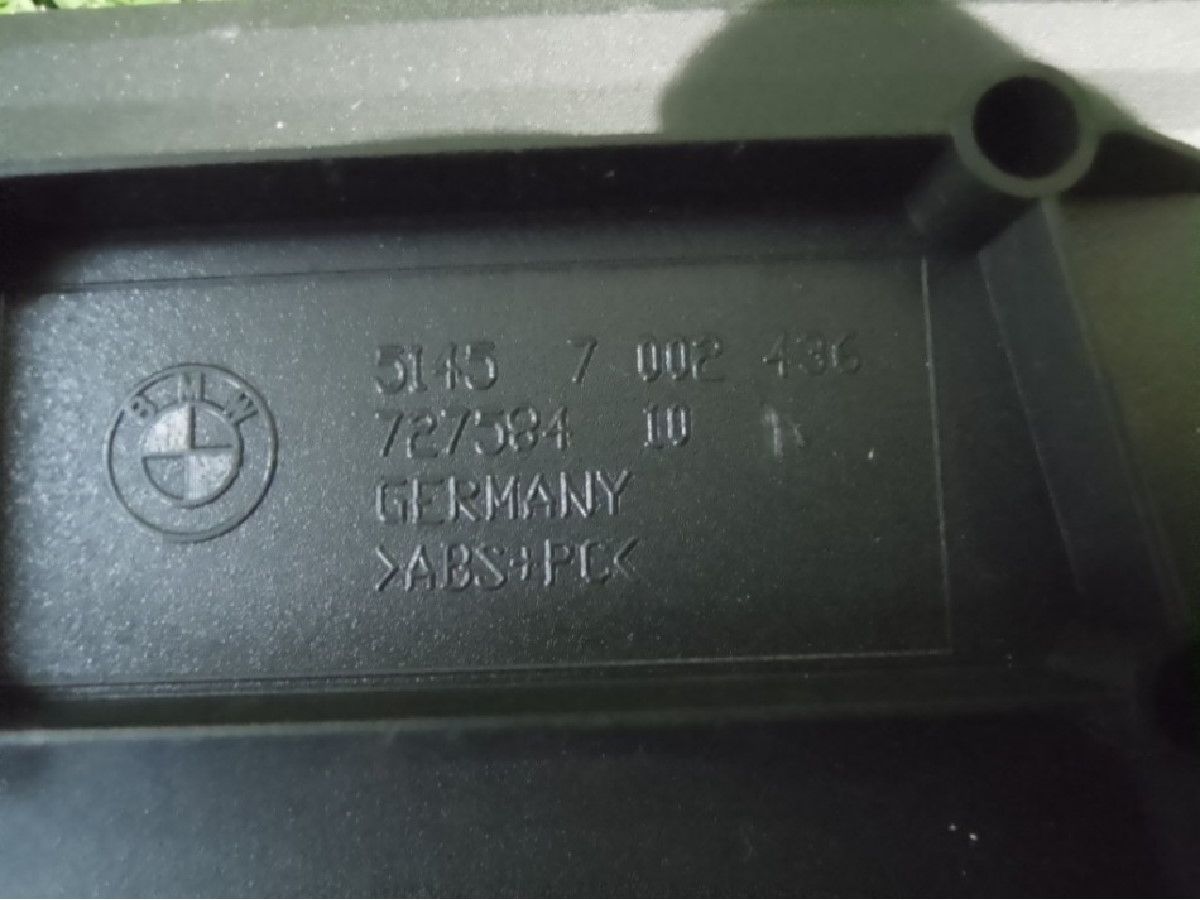 BMW
5145 7 002 436
727584 10
GERMANY
>ABS+PC<